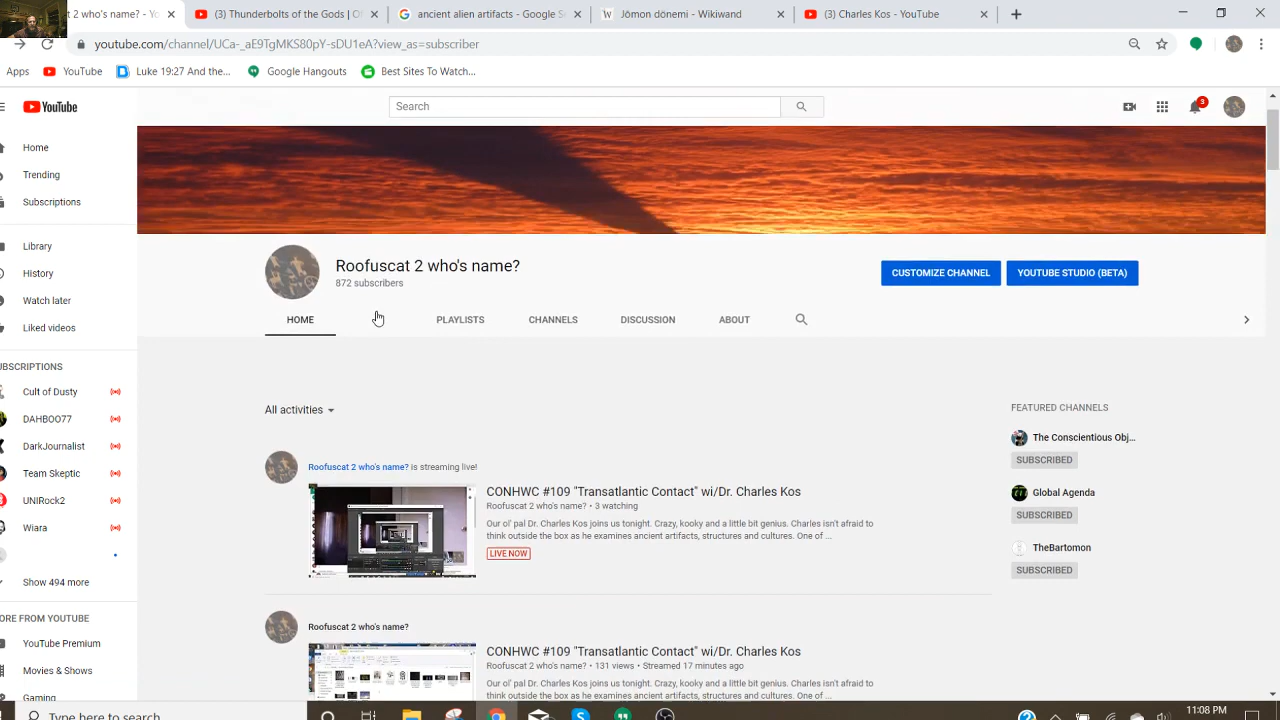 name? - You
(3) Thunderbolts of the Gods | Of
ancient alien artifacts - Google S
Jōmon dönemi - Wikiwand
(3) Charles Kos - YouTube
youtube.com/channel/UCa-_aE9TgMKS80pY-sDU1eA?view_as=subscriber
Apps
YouTube
Luke 19:27 And the...
Google Hangouts
Best Sites To Watch...
YouTube
Search
3
Home
Trending
Subscriptions
Library
History
Watch later
Liked videos
UBSCRIPTIONS
Cult of Dusty
DAHBOO77
DarkJournalist
Team Skeptic
UNIRock2
Wiara
Show 494 more
ORE FROM YOUTUBE
YouTube Premium
Movies & Shows
Gaming
Roofuscat 2 who's name?
872 subscribers
CUSTOMIZE CHANNEL
YOUTUBE STUDIO (BETA)
HOME
PLAYLISTS
CHANNELS
DISCUSSION
ABOUT
All activities
Roofuscat 2 who's name? is streaming live!
CONHWC #109 "Transatlantic Contact" wi/Dr. Charles Kos
Roofuscat 2 who's name? • 3 watching
Our ol' pal Dr. Charles Kos joins us tonight. Crazy, kooky and a little bit genius. Charles isn't afraid to
think outside the box as he examines ancient artifacts, structures and cultures. One of ...
LIVE NOW
Roofuscat 2 who's name?
CONHWC #109 "Transatlantic Contact" wi/Dr. Charles Kos
Roofuscat 2 who's name? • 131 views • Streamed 17 minutes ago
Our ol' pal Dr. Charles Kos joins us tonight. Crazy, kooky and a little bit genius. Charles isn't afraid to
think outside the box as he examines ancient artifacts, structures and cultures. One of ...
FEATURED CHANNELS
The Conscientious Obj...
SUBSCRIBED
Global Agenda
SUBSCRIBED
TheBartomon
SUBSCRIBED
Type here to search
11:08 PM